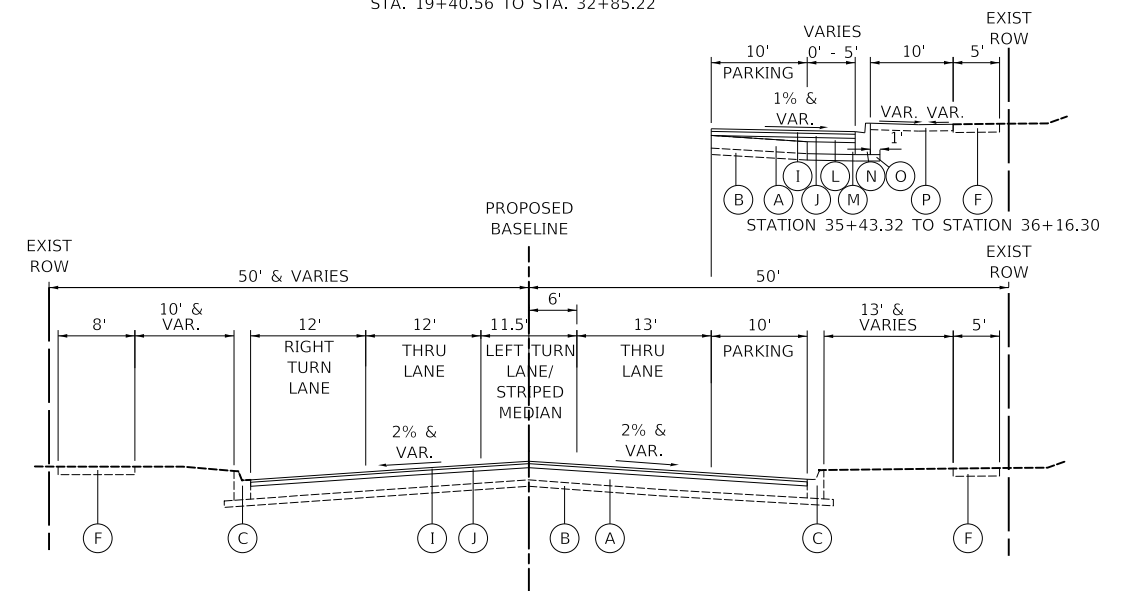 STA. 19+40.56 TO STA. 32+85.22
EXIST
ROW
VARIES
10' 0' - 5' 10' 5'
PARKING
1% &
VAR.
VAR. VAR.
1'
I L N O
B A J M P F
STATION 35+43.32 TO STATION 36+16.30
PROPOSED
BASELINE
EXIST
ROW
EXIST
ROW
50' & VARIES 50'
6'
8' 10' &
VAR. 12' 12' 11.5' 13' 10' 13' &
VARIES 5'
RIGHT
TURN
LANE
THRU
LANE
LEFT TURN
LANE/
STRIPED
MEDIAN
THRU
LANE
PARKING
2% &
VAR.
2% &
VAR.
F C I J B A C F